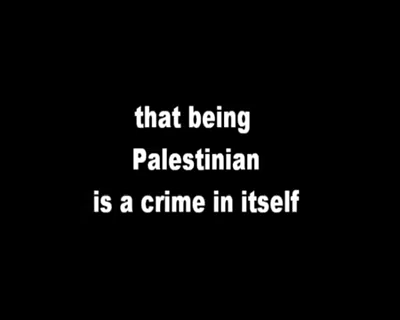 that being
Palestinian
is a crime in itself